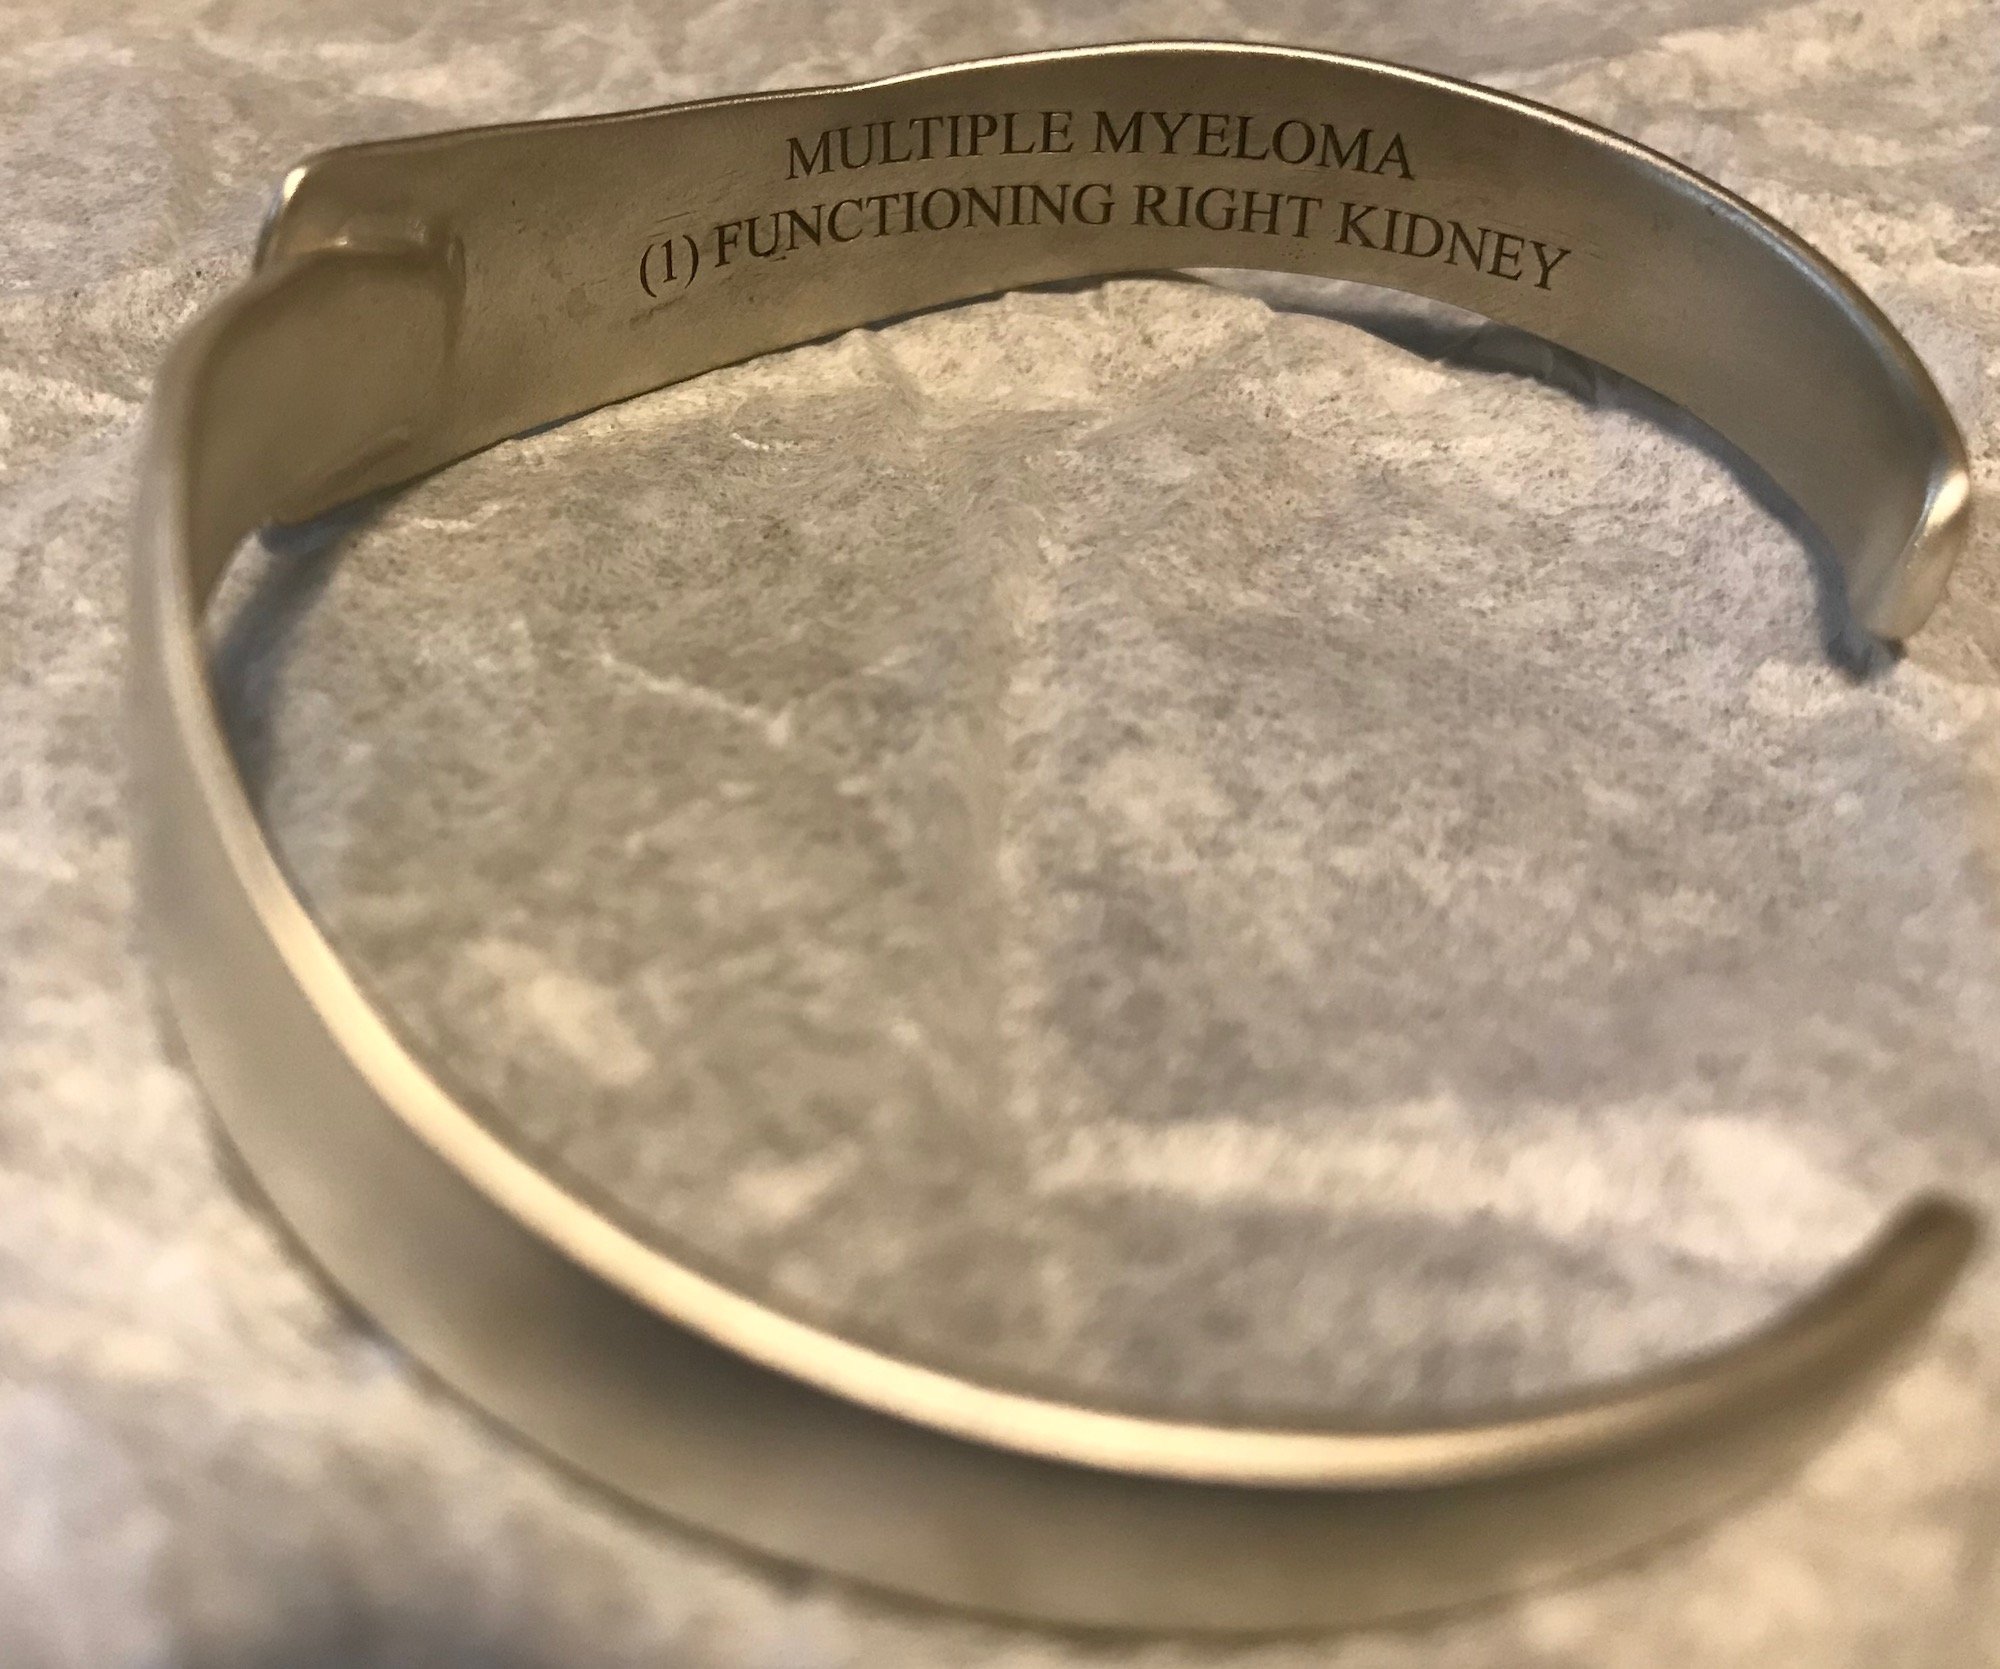 MULTIPLE MYELOMA
(1) FUNCTIONING RIGHT KIDNEY